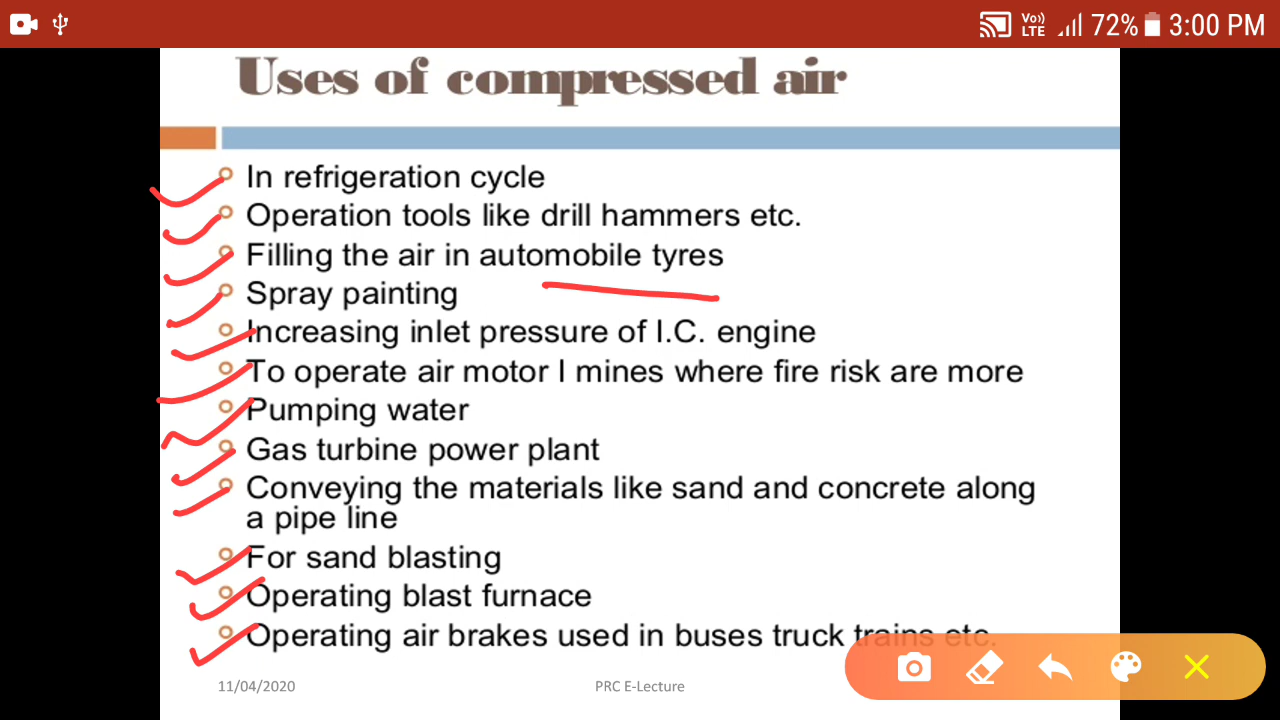 Vo)) LTE 72% 3:00 PM
Uses of compressed air
In refrigeration cycle
Operation tools like drill hammers etc.
Filling the air in automobile tyres
Spray painting
Increasing inlet pressure of I.C. engine
To operate air motor I mines where fire risk are more
Pumping water
Gas turbine power plant
Conveying the materials like sand and concrete along
a pipe line
For sand blasting
Operating blast furnace
Operating air brakes used in buses truck trains etc.
11/04/2020 PRC E-Lecture